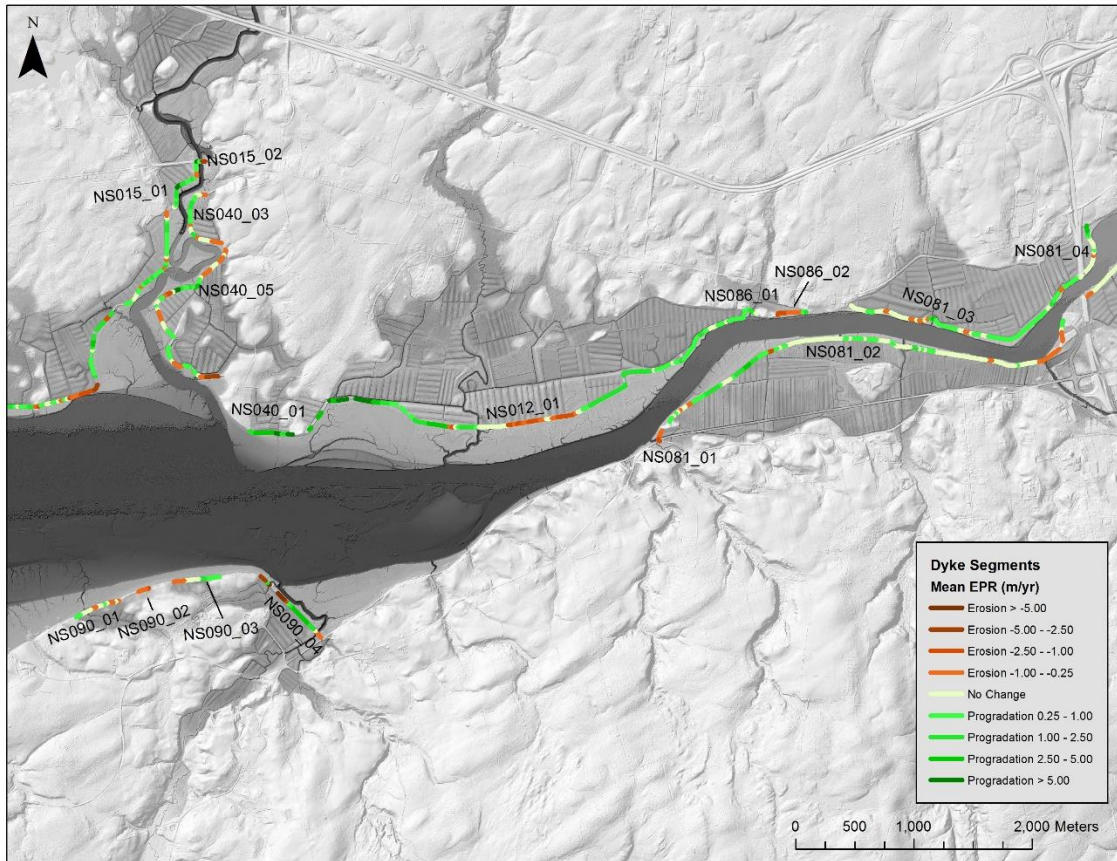 N
NS015_02
NS015_01
NS040_03
NS081_04
NS040_05
NS086_02
NS086_01
NS081_03
NS081_02
NS040_01
NS012_01
NS081_01
NS090_01
NS090_02
NS090_03
NS090_04
Dyke Segments
Mean EPR (m/yr)
Erosion > -5.00
Erosion -5.00 - -2.50
Erosion -2.50 - -1.00
Erosion -1.00 - -0.25
No Change
Progradation 0.25 - 1.00
Progradation 1.00 - 2.50
Progradation 2.50 - 5.00
Progradation > 5.00
0 500 1,000 2,000 Meters